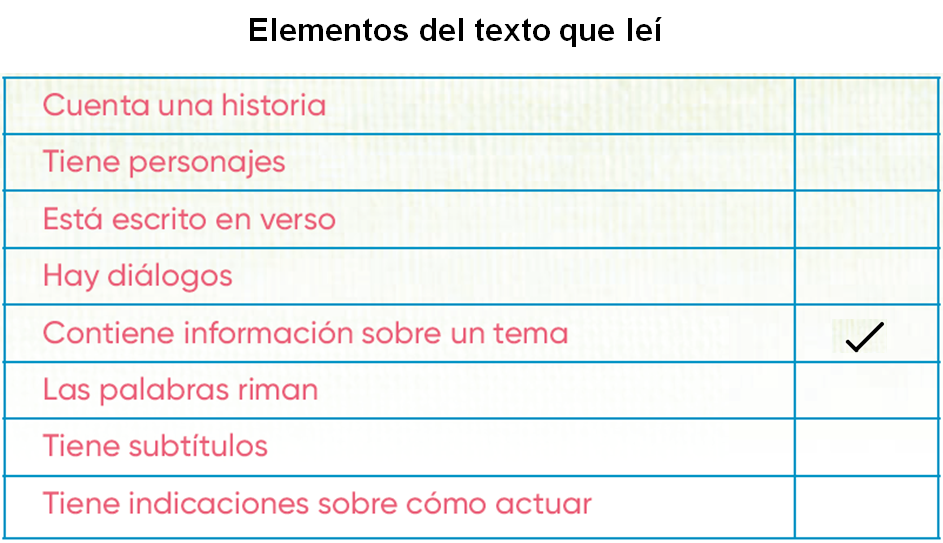 Elementos del texto que leí
Cuenta una historia
Tiene personajes
Está escrito en verso
Hay diálogos
Contiene información sobre un tema
Las palabras riman
Tiene subtítulos
Tiene indicaciones sobre cómo actuar